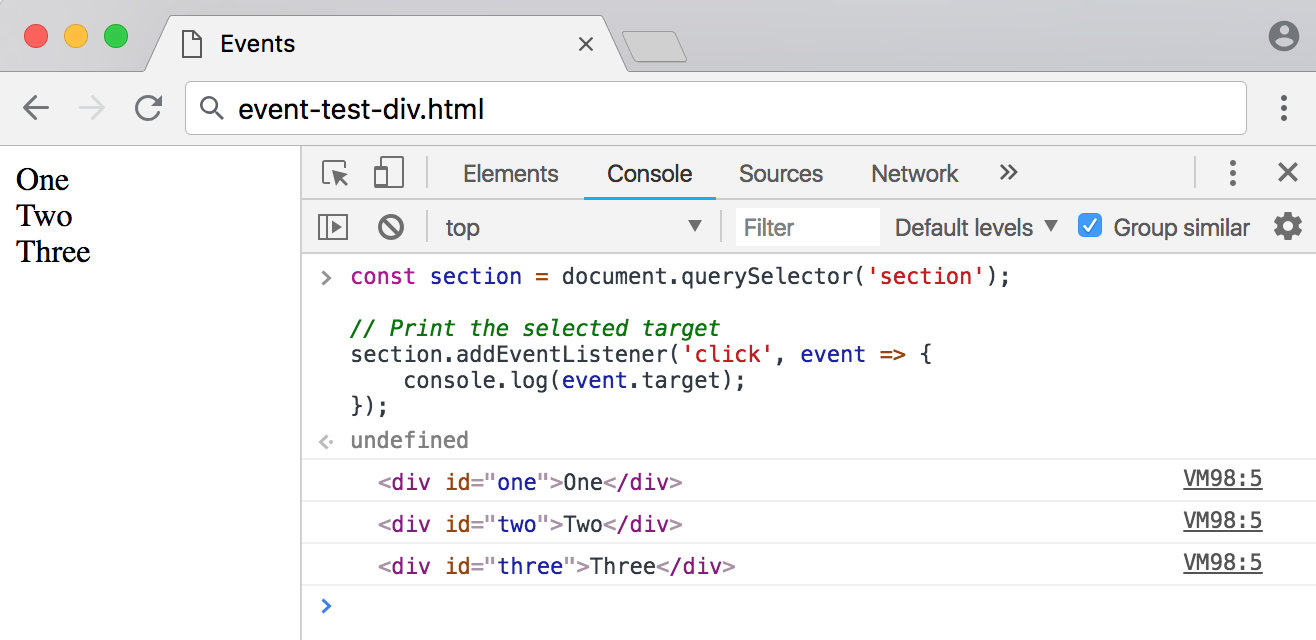 Events
event-test-div.html
One
Two
Three
Elements Console Sources Network »
top Filter Default levels Group similar
const section = document.querySelector('section');
// Print the selected target
section.addEventListener('click', event => {
console.log(event.target);
});
undefined
<div id="one">One</div> VM98:5
<div id="two">Two</div> VM98:5
<div id="three">Three</div> VM98:5